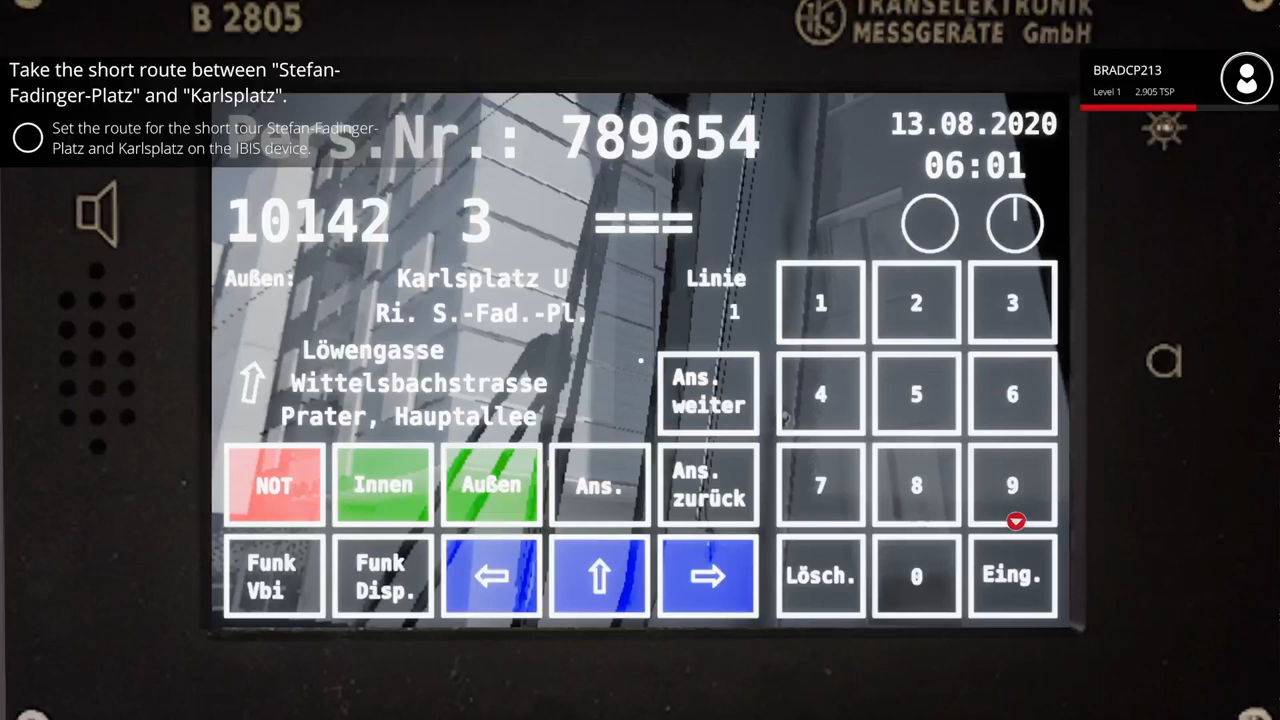 B 2805
TRANSELEKTRONIK
MESSGERÄTE GmbH
Take the short route between "Stefan-
Fadinger-Platz" and "Karlsplatz".
Set the route for the short tour Stefan-Fadinger-
Platz and Karlsplatz on the IBIS device.
BRADCP213
Level 1 2.905 TSP
s.Nr.: 789654
13.08.2020
06:01
10142 3 ===
Außen: Karlsplatz U Linie
Ri. S.-Fad.-Pl. 1
Löwengasse
Wittelsbachstrasse
Prater, Hauptallee
Ans.
weiter
1 2 3
4 5 6
NOT Innen Außen Ans.
Ans.
zurück
7 8 9
Funk
Vbi
Funk
Disp.
Lösch. 0 Eing.